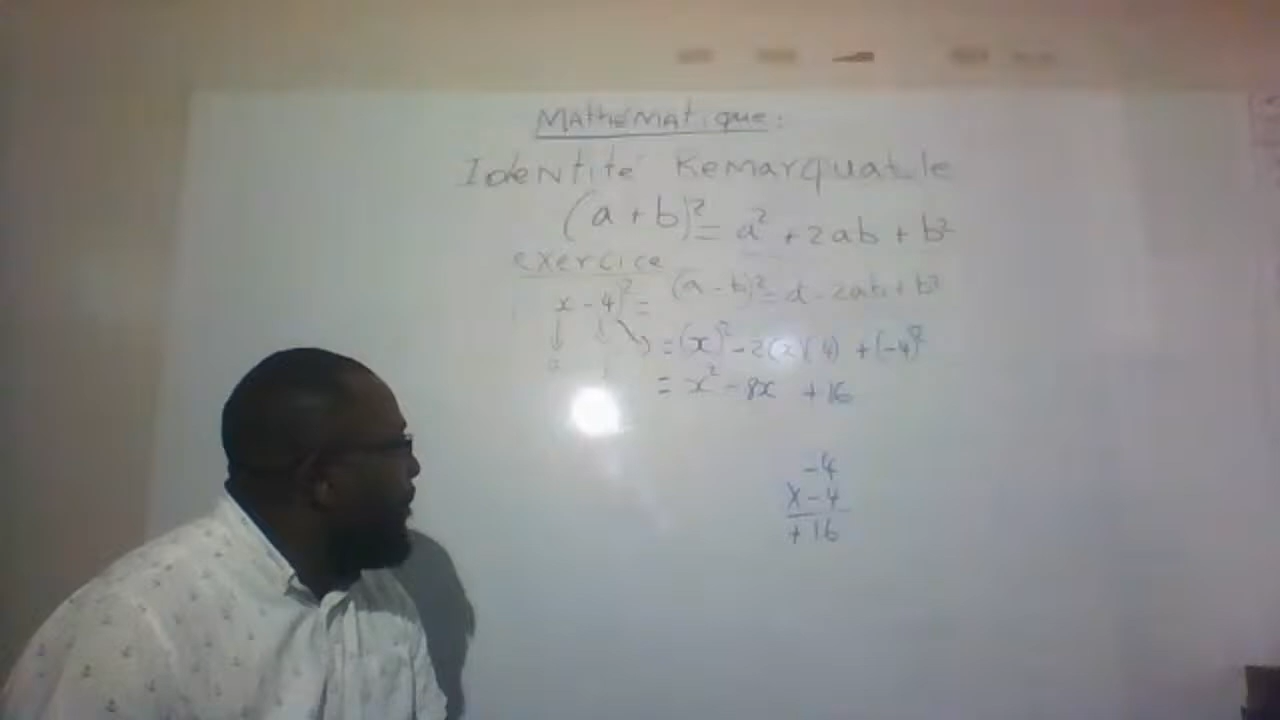 MATHÉMATIQUE:
Identité Remarquable
(a + b)² = a² + 2ab + b²
exercice
x - 4)² = (a - b)² = a - 2ab + b²
= (x)² - 2(x)(4) + (-4)²
= x² - 8x + 16
-4
x - 4
+ 16